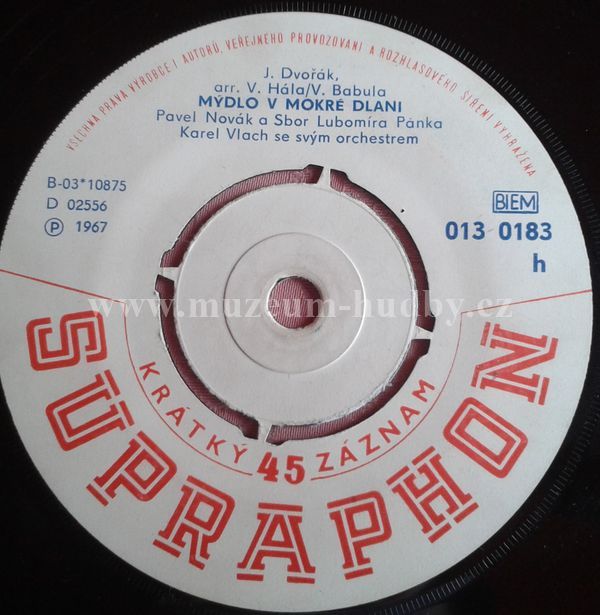 VŠECHNA PRÁVA VÝROBCE I AUTORŮ, VEŘEJNÉHO PROVOZOVÁNÍ A ROZHLASOVÉHO ŠÍŘENÍ VYHRAŽENA
J. Dvořák,
arr. V. Hála/V. Babula
MÝDLO V MOKRÉ DLANI
Pavel Novák a Sbor Lubomíra Pánka
Karel Vlach se svým orchestrem
B-03*10875
D 02556
Ⓟ 1967
BIEM
013 0183
h
www.muzeum-hudby.cz
KRÁTKÝ 45 ZÁZNAM
SUPRAPHON